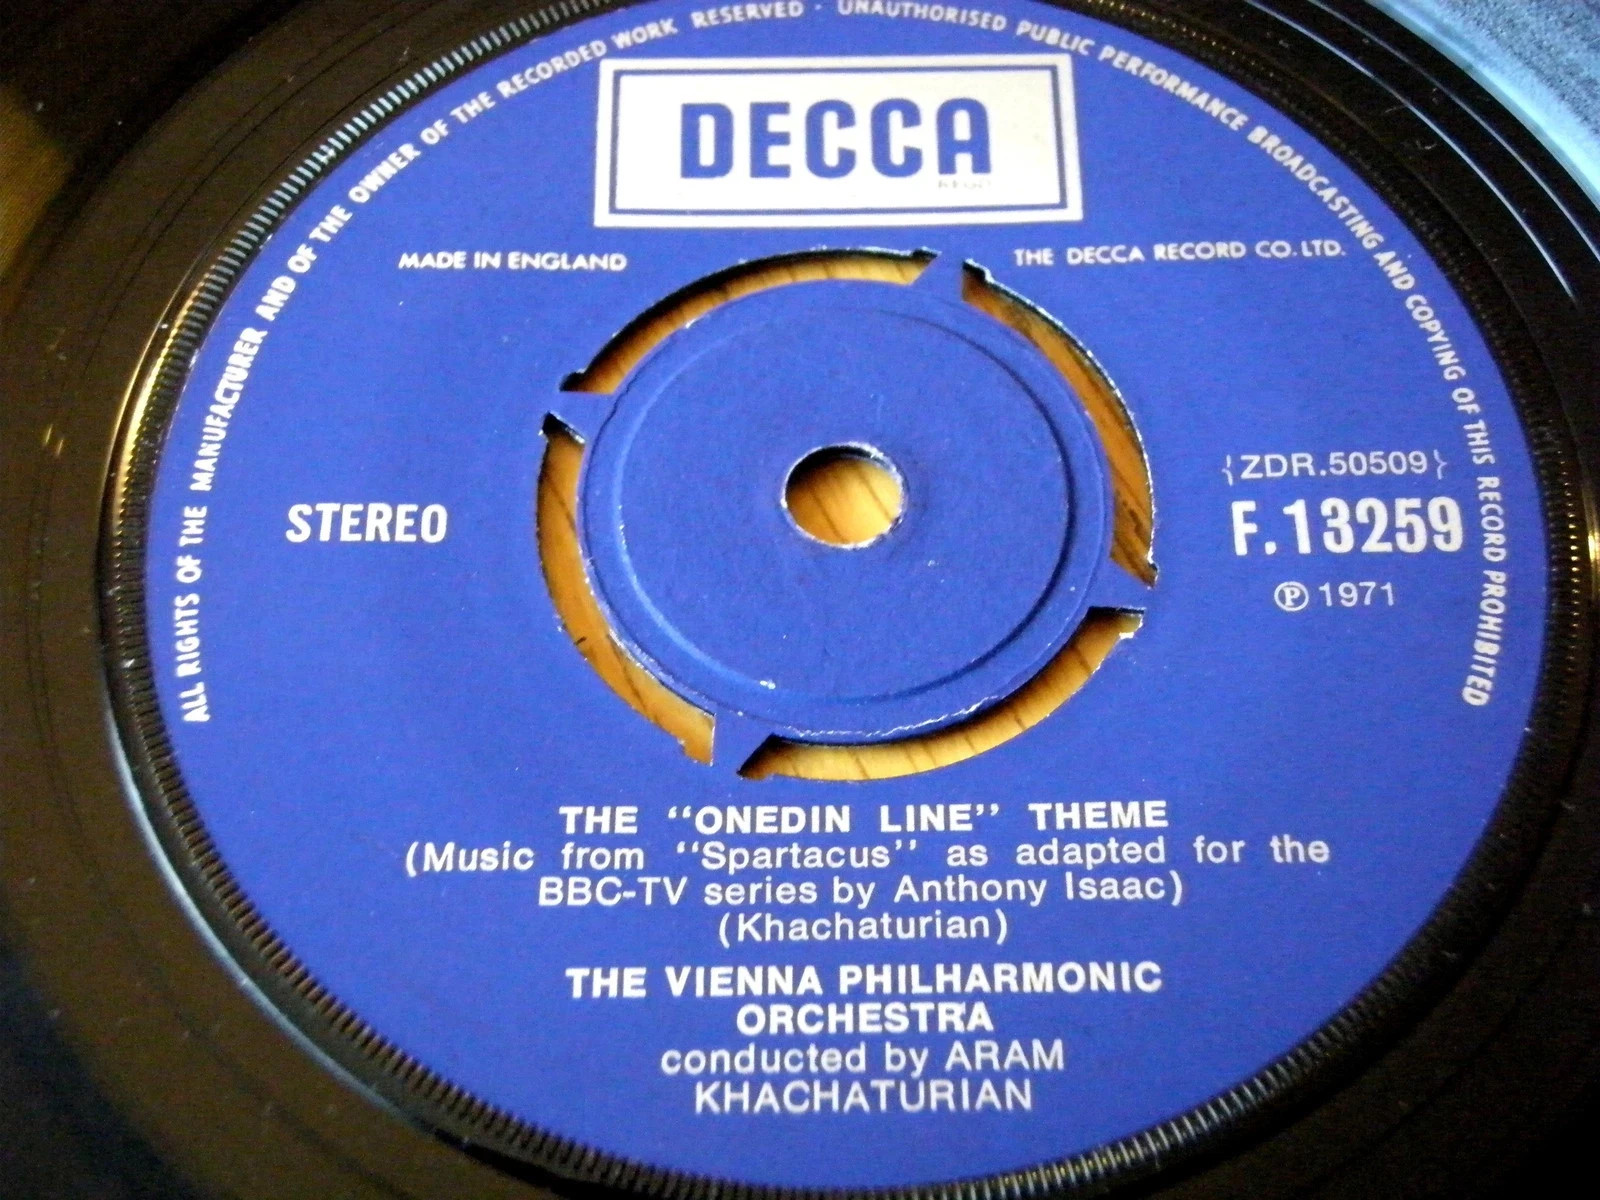 ALL RIGHTS OF THE MANUFACTURER AND OF THE OWNER OF THE RECORDED WORK RESERVED · UNAUTHORISED PUBLIC PERFORMANCE BROADCASTING AND COPYING OF THIS RECORD PROHIBITED
DECCA
REGD
MADE IN ENGLAND
THE DECCA RECORD CO. LTD.
STEREO
{ZDR.50509}
F.13259
Ⓟ 1971
THE “ONEDIN LINE” THEME
(Music from “Spartacus” as adapted for the
BBC-TV series by Anthony Isaac)
(Khachaturian)
THE VIENNA PHILHARMONIC
ORCHESTRA
conducted by ARAM
KHACHATURIAN